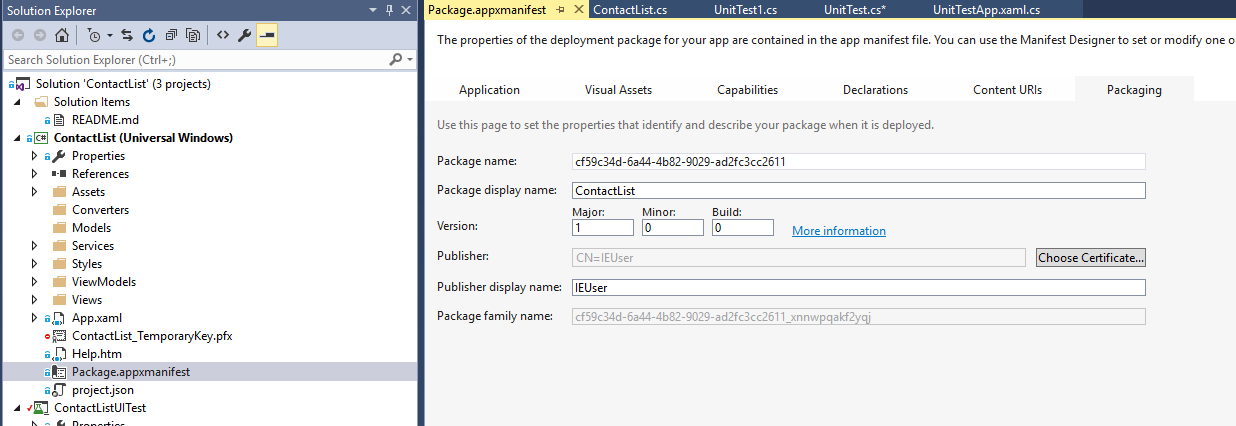 Solution Explorer
Search Solution Explorer (Ctrl+;)
Solution 'ContactList' (3 projects)
Solution Items
README.md
C# ContactList (Universal Windows)
Properties
References
Assets
Converters
Models
Services
Styles
ViewModels
Views
App.xaml
ContactList_TemporaryKey.pfx
Help.htm
Package.appxmanifest
project.json
ContactListUITest
Properties
Package.appxmanifest ContactList.cs UnitTest1.cs UnitTest.cs* UnitTestApp.xaml.cs
The properties of the deployment package for your app are contained in the app manifest file. You can use the Manifest Designer to set or modify one o
Application Visual Assets Capabilities Declarations Content URIs Packaging
Use this page to set the properties that identify and describe your package when it is deployed.
Package name: cf59c34d-6a44-4b82-9029-ad2fc3cc2611
Package display name: ContactList
Major: Minor: Build:
Version: 1 0 0 More information
Publisher: CN=IEUser Choose Certificate...
Publisher display name: IEUser
Package family name: cf59c34d-6a44-4b82-9029-ad2fc3cc2611_xnnwpqakf2yqj